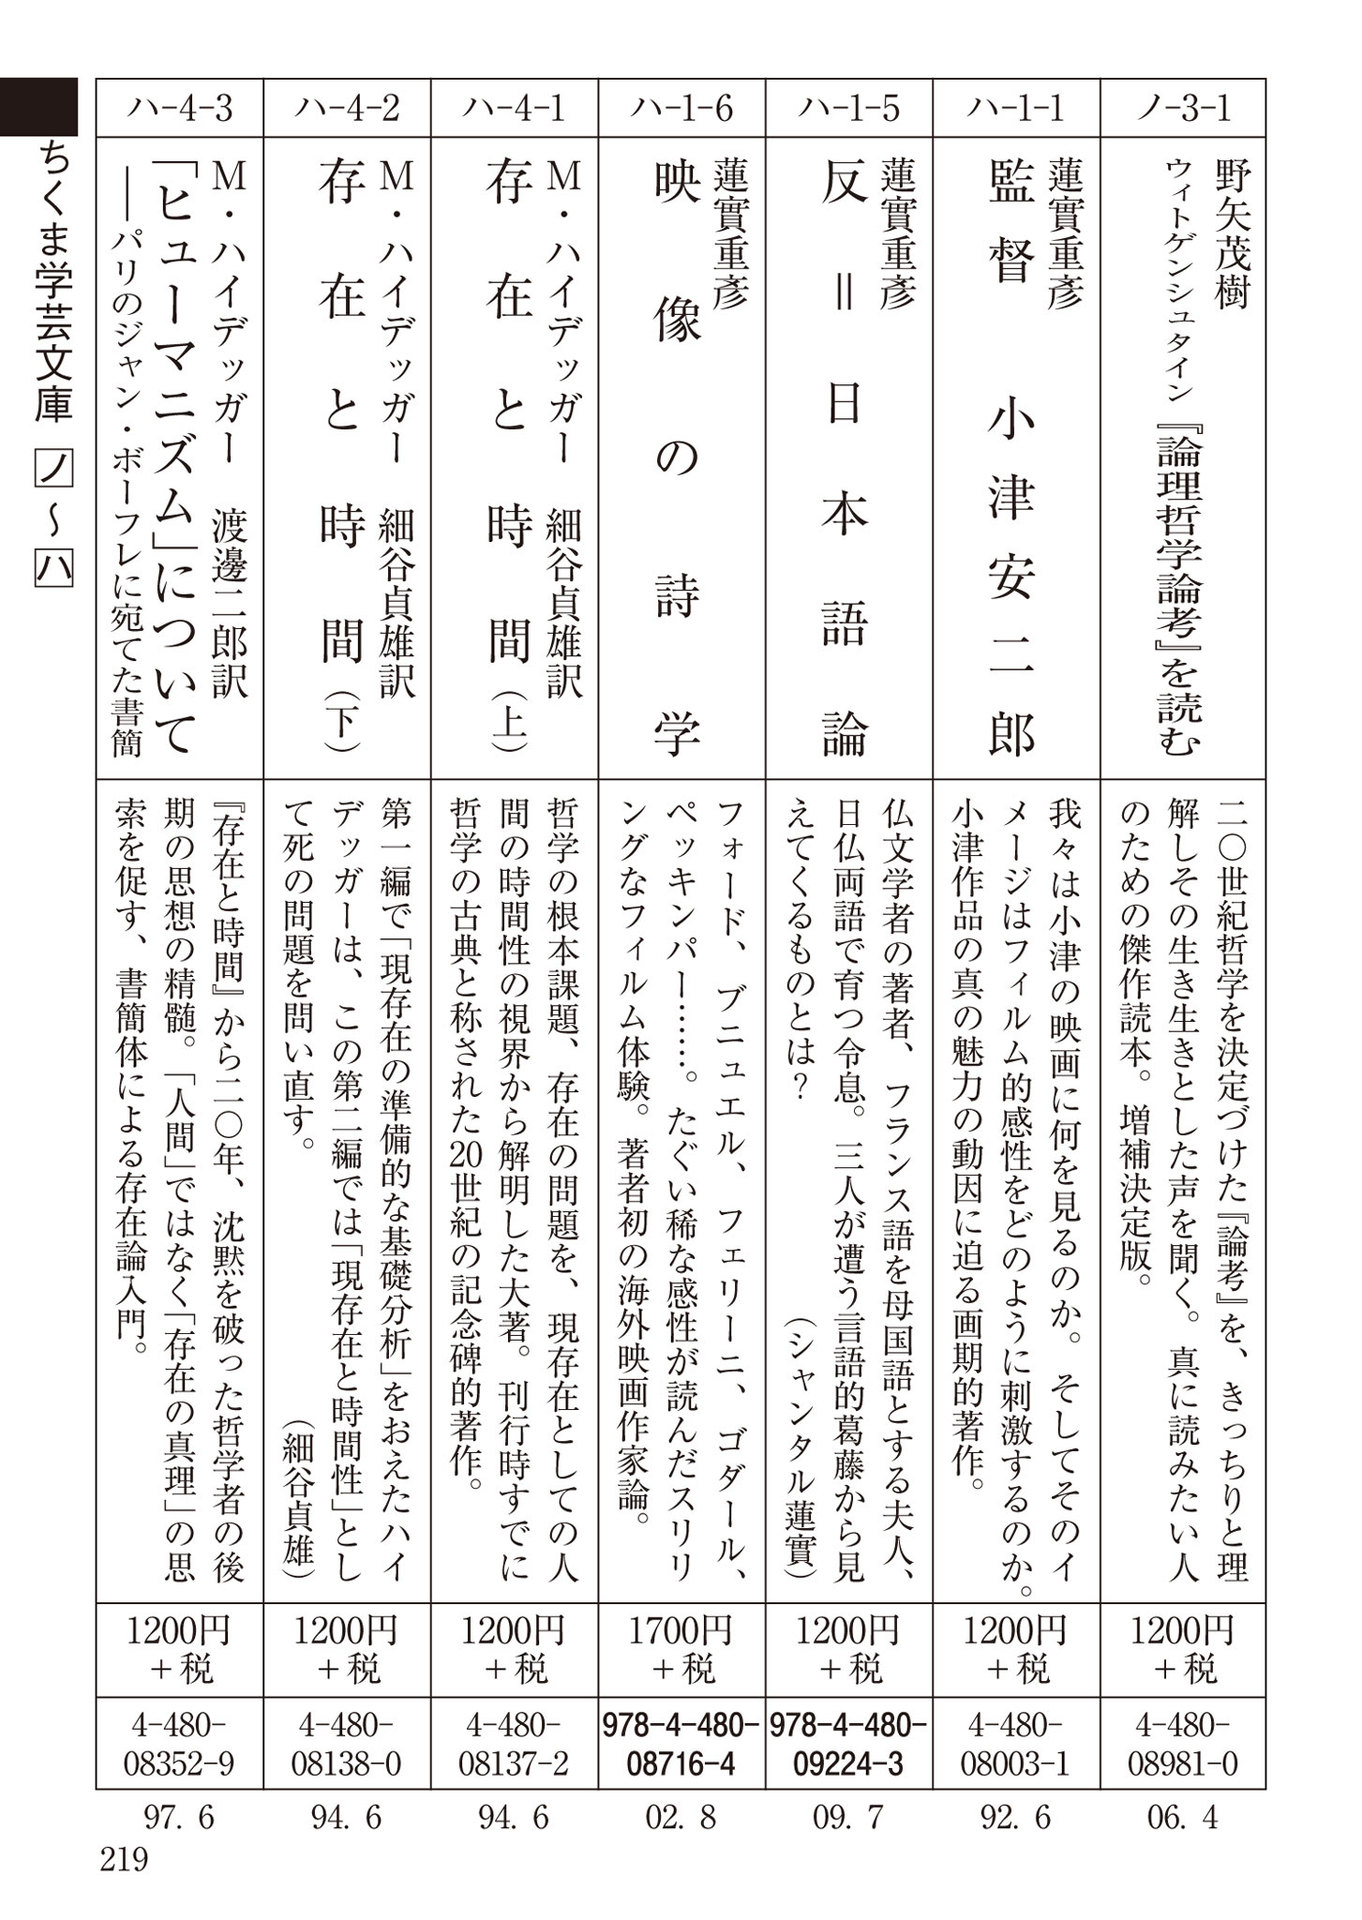 ちくま学芸文庫 ノ〜ハ
ノ-3-1
野矢茂樹
ウィトゲンシュタイン『論理哲学論考』を読む
二〇世紀哲学を決定づけた『論考』を、きっちりと理
解しその生き生きとした声を聞く。真に読みたい人
のための傑作読本。増補決定版。
1200円
+税
4-480-
08981-0
06. 4
ハ-1-1
蓮實重彥
監督 小津安二郎
我々は小津の映画に何を見るのか。そしてそのイ
メージはフィルム的感性をどのように刺激するのか。
小津作品の真の魅力の動因に迫る画期的著作。
1200円
+税
4-480-
08003-1
92. 6
ハ-1-5
蓮實重彥
反=日本語論
仏文学者の著者、フランス語を母国語とする夫人、
日仏両語で育つ令息。三人が遭う言語的葛藤から見
えてくるものとは？ （シャンタル蓮實）
1200円
+税
978-4-480-
09224-3
09. 7
ハ-1-6
蓮實重彥
映像の詩学
フォード、ブニュエル、フェリーニ、ゴダール、
ペッキンパー……。たぐい稀な感性が読んだスリリ
ングなフィルム体験。著者初の海外映画作家論。
1700円
+税
978-4-480-
08716-4
02. 8
ハ-4-1
M・ハイデッガー 細谷貞雄訳
存在と時間（上）
哲学の根本課題、存在の問題を、現存在としての人
間の時間性の視界から解明した大著。刊行時すでに
哲学の古典と称された20世紀の記念碑的著作。
1200円
+税
4-480-
08137-2
94. 6
ハ-4-2
M・ハイデッガー 細谷貞雄訳
存在と時間（下）
第一編で「現存在の準備的な基礎分析」をおえたハイ
デッガーは、この第二編では「現存在と時間性」とし
て死の問題を問い直す。 （細谷貞雄）
1200円
+税
4-480-
08138-0
94. 6
ハ-4-3
M・ハイデッガー 渡邊二郎訳
「ヒューマニズム」について
――パリのジャン・ボーフレに宛てた書簡
『存在と時間』から二〇年、沈黙を破った哲学者の後
期の思想の精髄。「人間」ではなく「存在の真理」の思
索を促す、書簡体による存在論入門。
1200円
+税
4-480-
08352-9
97. 6
219